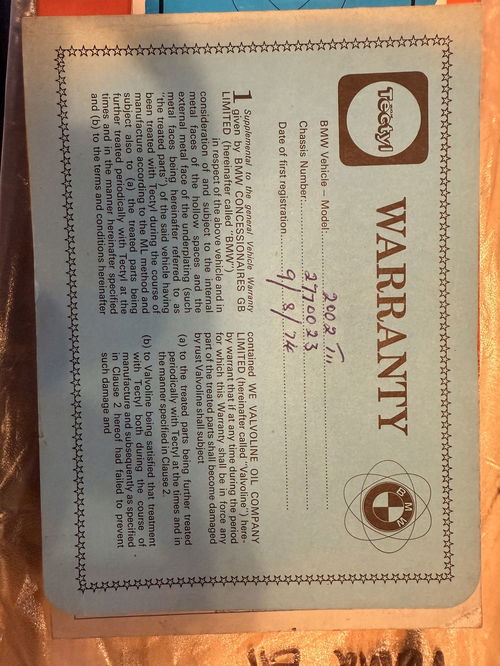 Tectyl
WARRANTY
BMW
BMW Vehicle – Model:
2002 Tii
Chassis Number:
2770023
Date of first registration
9/8/74
Supplemental to the general Vehicle Warranty
1 given by BMW CONCESSIONAIRES GB
LIMITED (hereinafter called "BMW")
in respect of the above vehicle and in
consideration of and subject to the internal
metal faces of the hollow spaces and the
external metal face of the underplating (such
metal faces being hereinafter referred to as
"the treated parts") of the said vehicle having
been treated with Tectyl during the course of
manufacture according to the ML method and
subject also to (a) the treated parts being
further treated periodically with Tectyl at the
times and in the manner hereinafter specified
and (b) to the terms and conditions hereinafter
contained WE VALVOLINE OIL COMPANY
LIMITED (hereinafter called "Valvoline") here-
by warrant that if at any time during the period
for which this Warranty shall be in force any
part of the treated parts shall become damaged
by rust Valvoline shall subject
(a) to the treated parts being further treated
periodically with Tectyl at the times and in
the manner specified in Clause 2.
(b) to Valvoline being satisfied that treatment
with Tectyl both during the course of
manufacture and subsequently as specified
in Clause 2 hereof had failed to prevent
such damage and